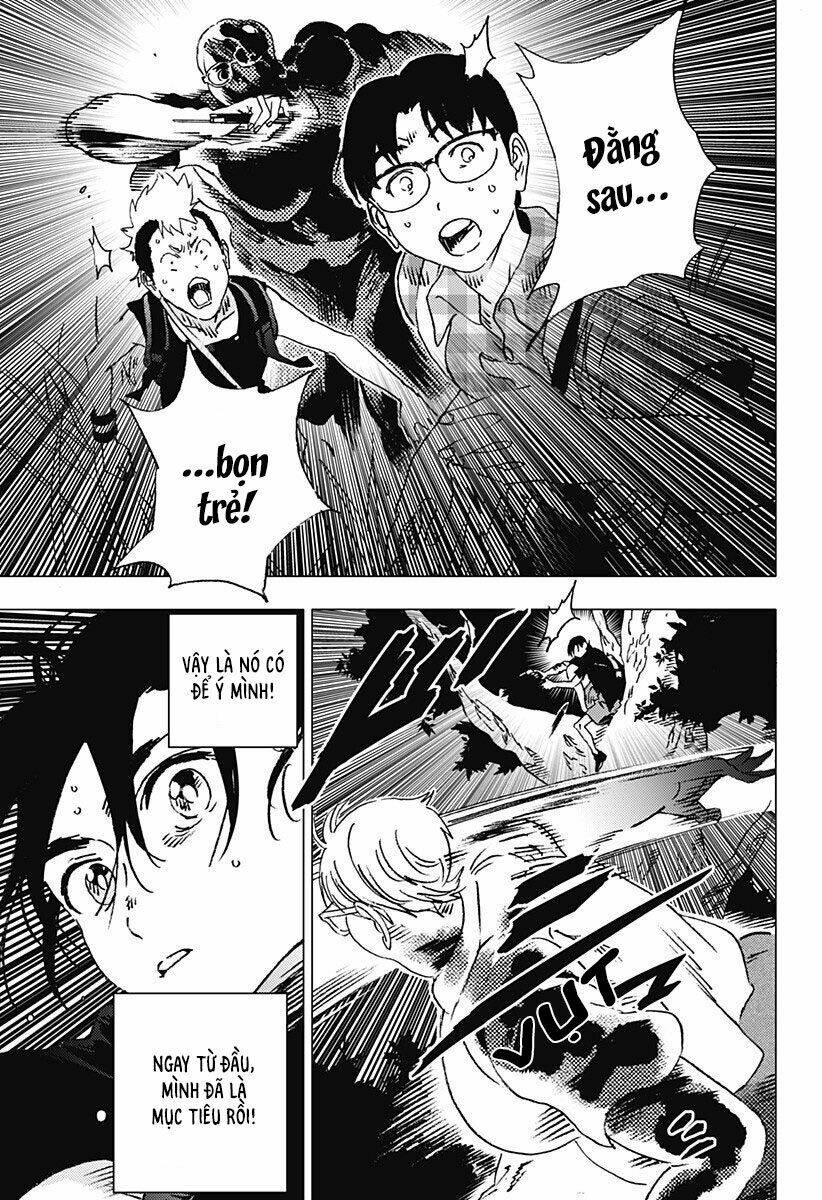 Đằng
sau...
...bọn
trẻ!
VỤT
VẬY LÀ NÓ CÓ
ĐỂ Ý MÌNH!
NGAY TỪ ĐẦU,
MÌNH ĐÃ LÀ
MỤC TIÊU RỒI!